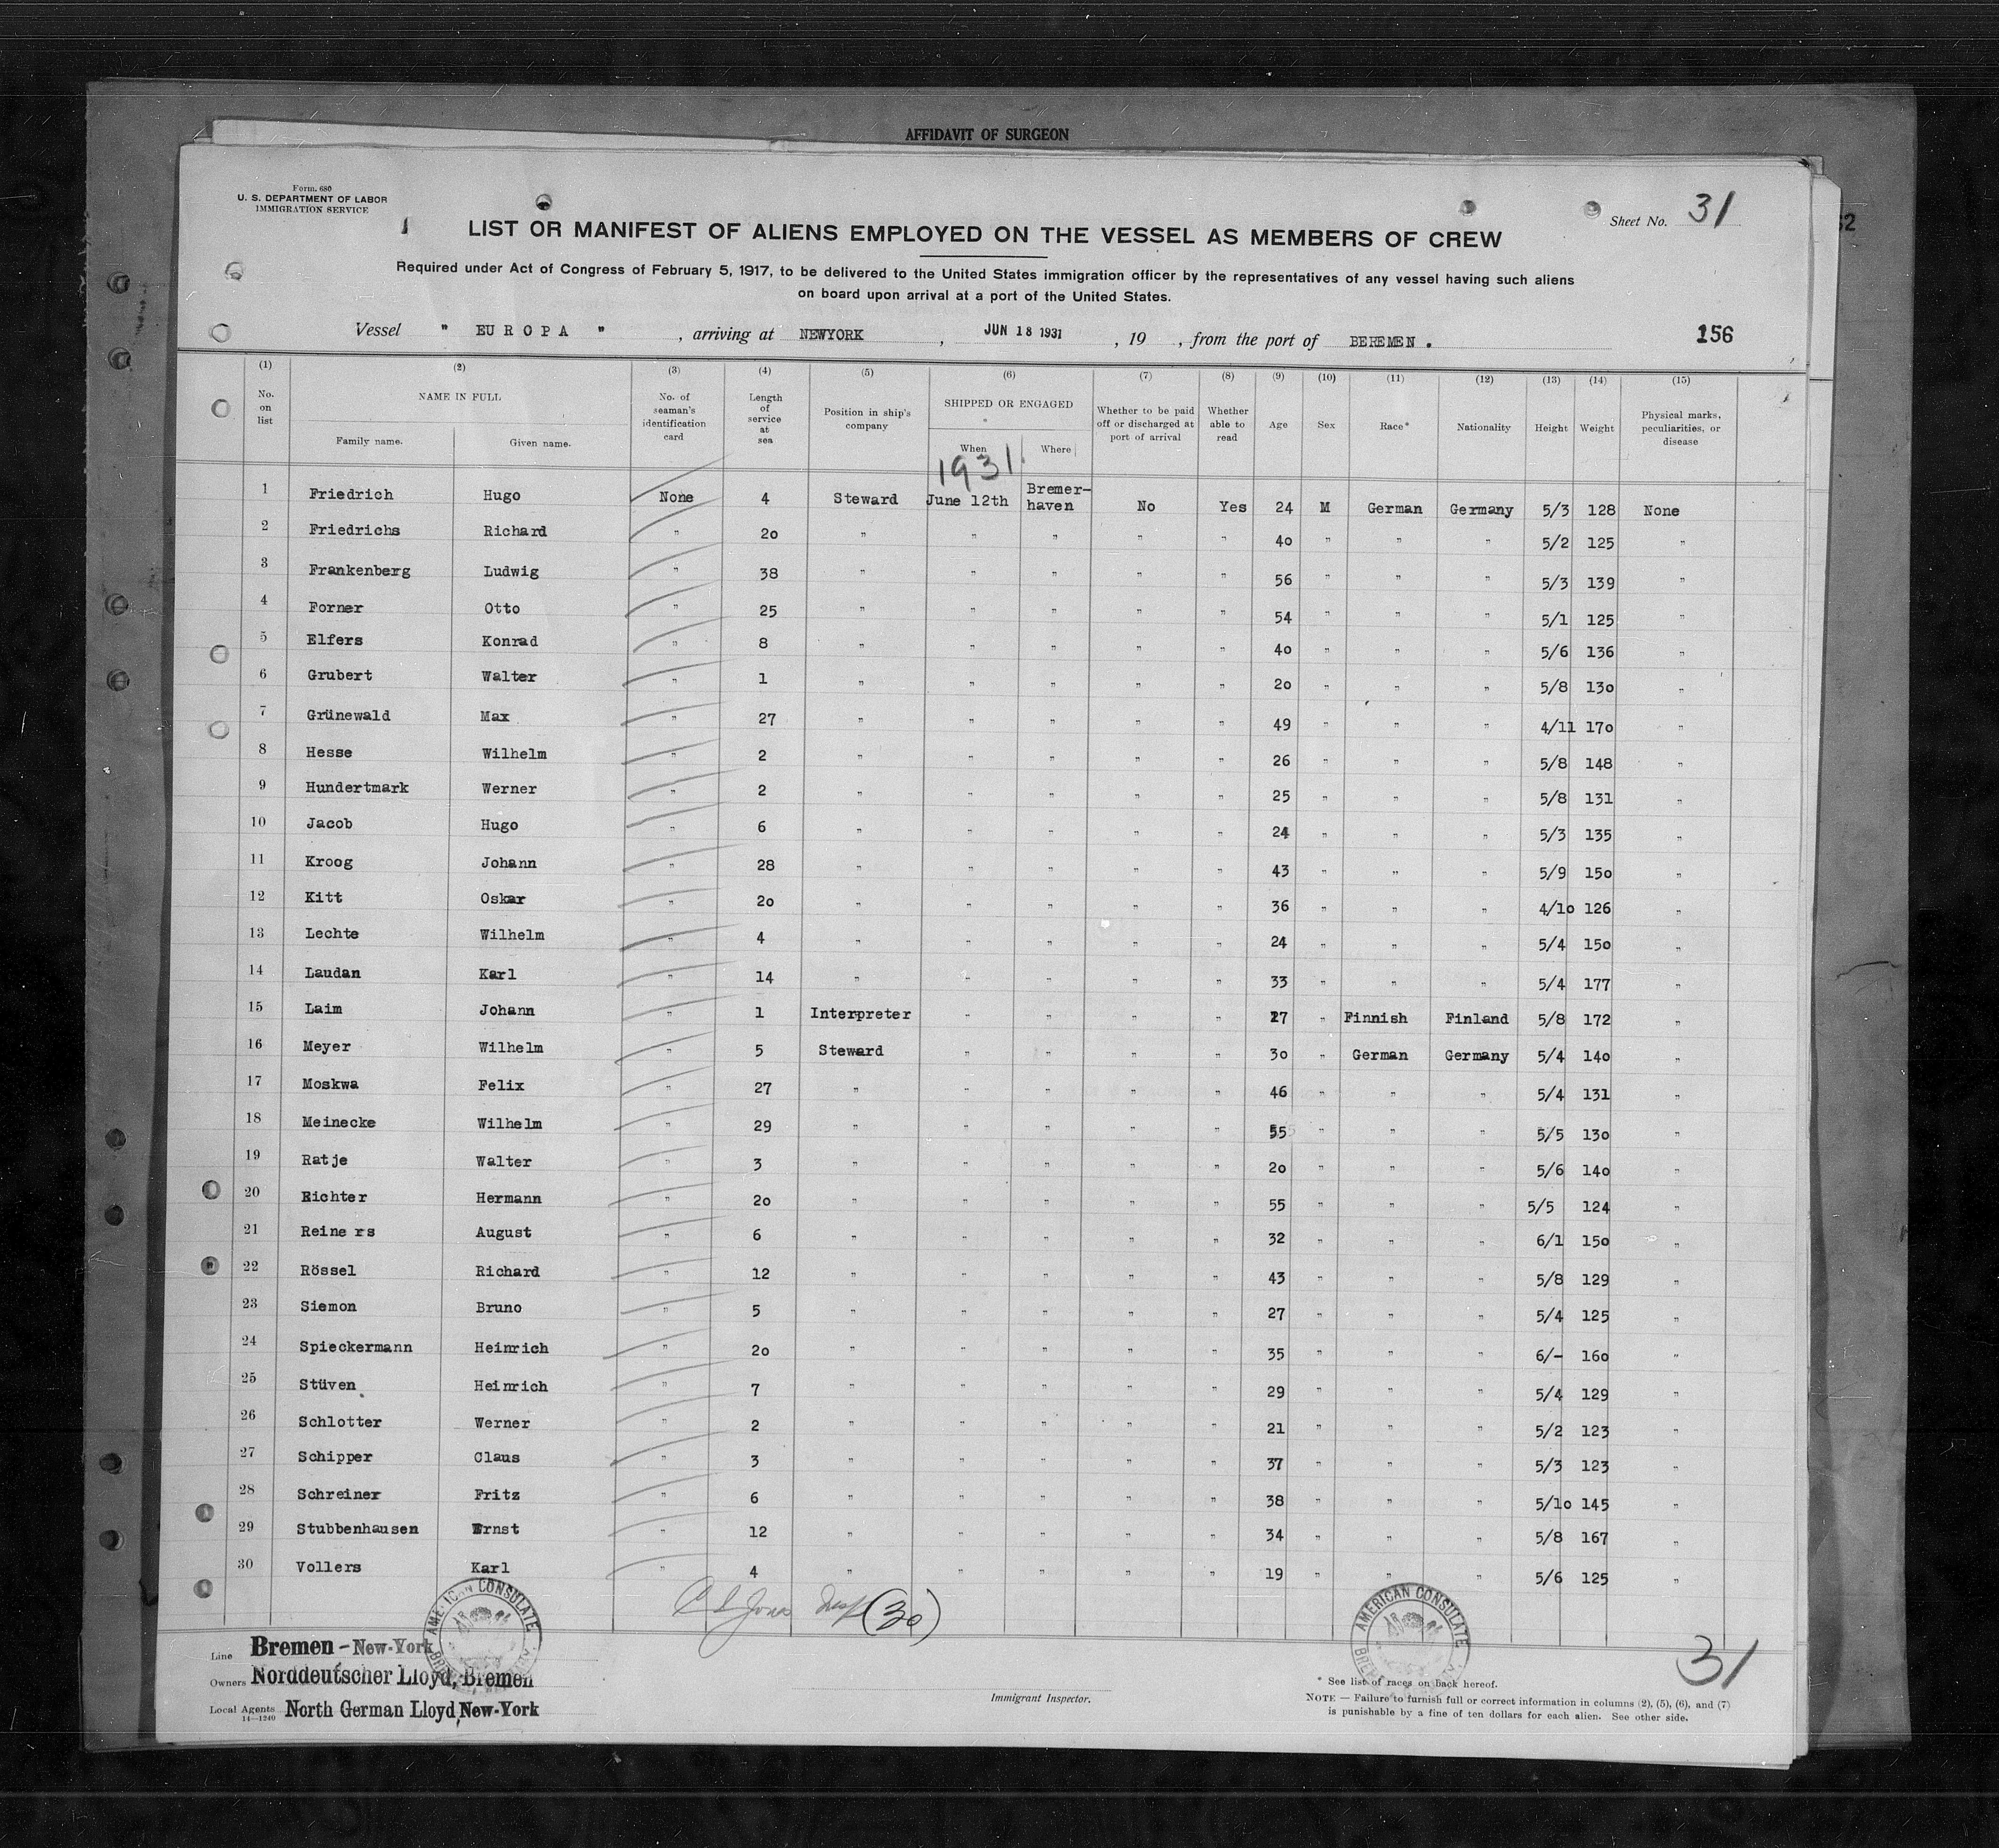 AFFIDAVIT OF SURGEON
Form. 680
U. S. DEPARTMENT OF LABOR
IMMIGRATION SERVICE
Sheet No. 31
LIST OR MANIFEST OF ALIENS EMPLOYED ON THE VESSEL AS MEMBERS OF CREW
Required under Act of Congress of February 5, 1917, to be delivered to the United States immigration officer by the representatives of any vessel having such aliens
on board upon arrival at a port of the United States.
Vessel " EUROPA " , arriving at NEWYORK , JUN 18 1931 , 19 , from the port of BEREMEN . 156
(1) (2) (3) (4) (5) (6) (7) (8) (9) (10) (11) (12) (13) (14) (15)
No. on list NAME IN FULL Family name. Given name. No. of seaman's identification card Length of service at sea Position in ship's company SHIPPED OR ENGAGED When Where Whether to be paid off or discharged at port of arrival Whether able to read Age Sex Race* Nationality Height Weight Physical marks, peculiarities, or disease
1931
1 Friedrich Hugo None 4 Steward June 12th Bremer-haven No Yes 24 M German Germany 5/3 128 None
2 Friedrichs Richard " 20 " " " " " 40 " " " 5/2 125 "
3 Frankenberg Ludwig " 38 " " " " " 56 " " " 5/3 139 "
4 Forner Otto " 25 " " " " " 54 " " " 5/1 125 "
5 Elfers Konrad " 8 " " " " " 40 " " " 5/6 136 "
6 Grubert Walter " 1 " " " " " 20 " " " 5/8 130 "
7 Grünewald Max " 27 " " " " " 49 " " " 4/11 170 "
8 Hesse Wilhelm " 2 " " " " " 26 " " " 5/8 148 "
9 Hundertmark Werner " 2 " " " " " 25 " " " 5/8 131 "
10 Jacob Hugo " 6 " " " " " 24 " " " 5/3 135 "
11 Kroog Johann " 28 " " " " " 43 " " " 5/9 150 "
12 Kitt Oskar " 20 " " " " " 36 " " " 4/10 126 "
13 Lechte Wilhelm " 4 " " " " " 24 " " " 5/4 150 "
14 Laudan Karl " 14 " " " " " 33 " " " 5/4 177 "
15 Laim Johann " 1 Interpreter " " " " 27 " Finnish Finland 5/8 172 "
16 Meyer Wilhelm " 5 Steward " " " " 30 " German Germany 5/4 140 "
17 Moskwa Felix " 27 " " " " " 46 " " " 5/4 131 "
18 Meinecke Wilhelm " 29 " " " " " 55 " " " 5/5 130 "
19 Ratje Walter " 3 " " " " " 20 " " " 5/6 140 "
20 Richter Hermann " 20 " " " " " 55 " " " 5/5 124 "
21 Reiners August " 6 " " " " " 32 " " " 6/1 150 "
22 Rössel Richard " 12 " " " " " 43 " " " 5/8 129 "
23 Siemon Bruno " 5 " " " " " 27 " " " 5/4 125 "
24 Spieckermann Heinrich " 20 " " " " " 35 " " " 6/- 160 "
25 Stüven Heinrich " 7 " " " " " 29 " " " 5/4 129 "
26 Schlotter Werner " 2 " " " " " 21 " " " 5/2 123 "
27 Schipper Claus " 3 " " " " " 37 " " " 5/3 123 "
28 Schreiner Fritz " 6 " " " " " 38 " " " 5/10 145 "
29 Stubbenhausen Ernst " 12 " " " " " 34 " " " 5/8 167 "
30 Vollers Karl " 4 " " " " " 19 " " " 5/6 125 "
(30)
AMERICAN CONSULATE
AMERICAN CONSULATE
Line Bremen - New-York
Owners Norddeutscher Lloyd, Bremen
Local Agents North German Lloyd, New-York
14—1240
Immigrant Inspector.
31
* See list of races on back hereof.
NOTE — Failure to furnish full or correct information in columns (2), (5), (6), and (7)
is punishable by a fine of ten dollars for each alien. See other side.